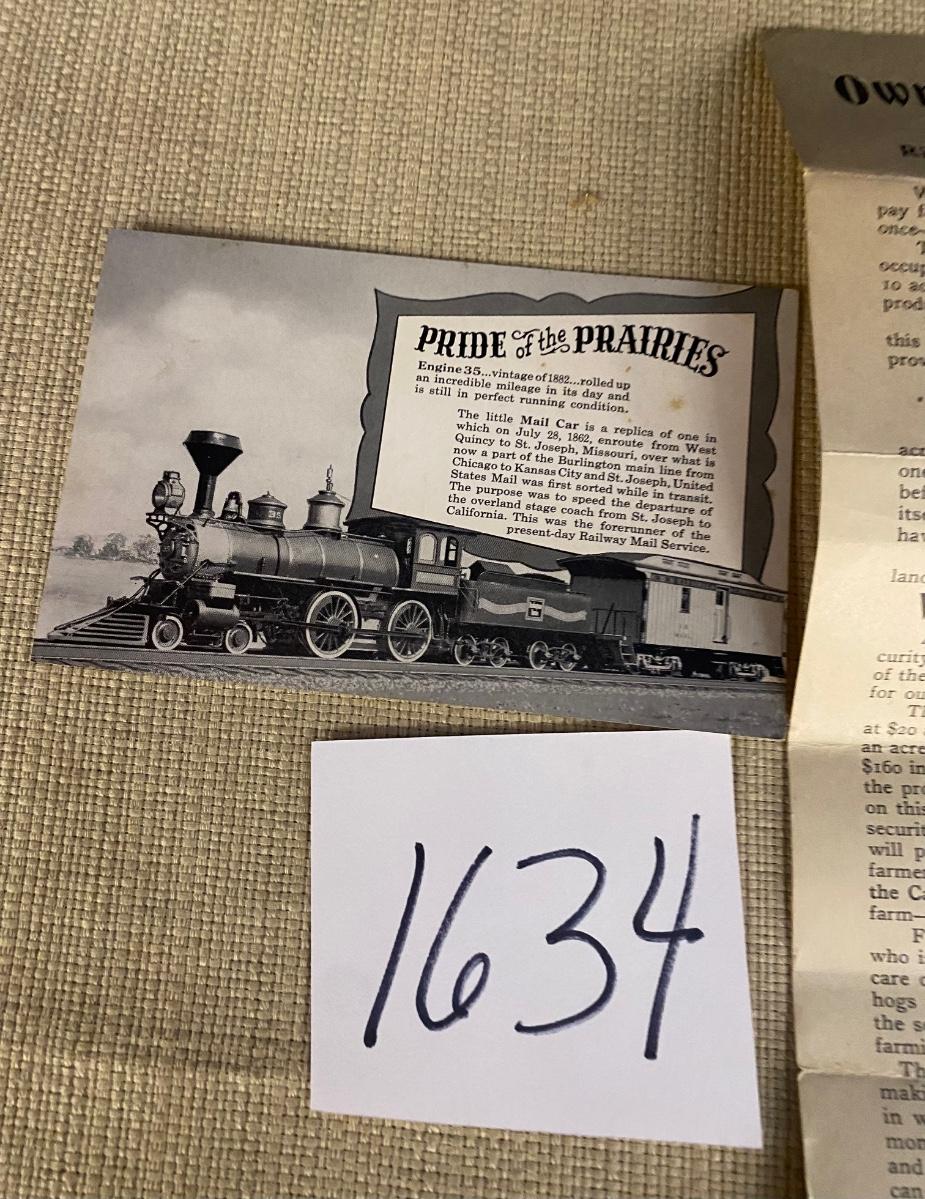 PRIDE of the PRAIRIES
Engine 35...vintage of 1882...rolled up
an incredible mileage in its day and
is still in perfect running condition.
The little Mail Car is a replica of one in
which on July 28, 1862, enroute from West
Quincy to St. Joseph, Missouri, over what is
now a part of the Burlington main line from
Chicago to Kansas City and St. Joseph, United
States Mail was first sorted while in transit.
The purpose was to speed the departure of
the overland stage coach from St. Joseph to
California. This was the forerunner of the
present-day Railway Mail Service.
35
1634
Own
pay
once—
occup
10 ac
prod
this
prov
acr
one
bef
itse
hav
land
curity
of the
for ou
at $20
an acre
$160 in
the pro
on this
securit
will p
farmer
the Ca
farm—
F
who i
care o
hogs
the s
farmi
Th
maki
in w
mor
and
can